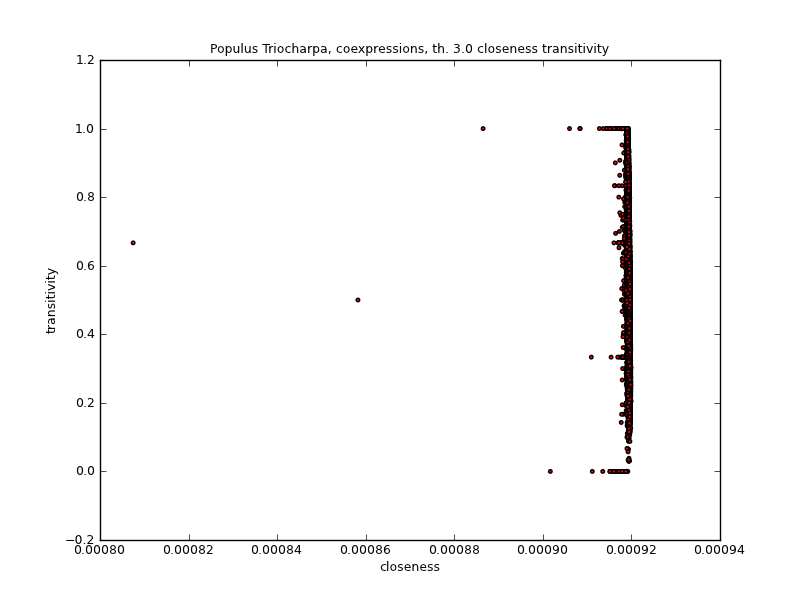 Populus Triocharpa, coexpressions, th. 3.0 closeness transitivity
1.2
1.0
0.8
0.6
0.4
0.2
0.0
−0.2
transitivity
0.00080 0.00082 0.00084 0.00086 0.00088 0.00090 0.00092 0.00094
closeness